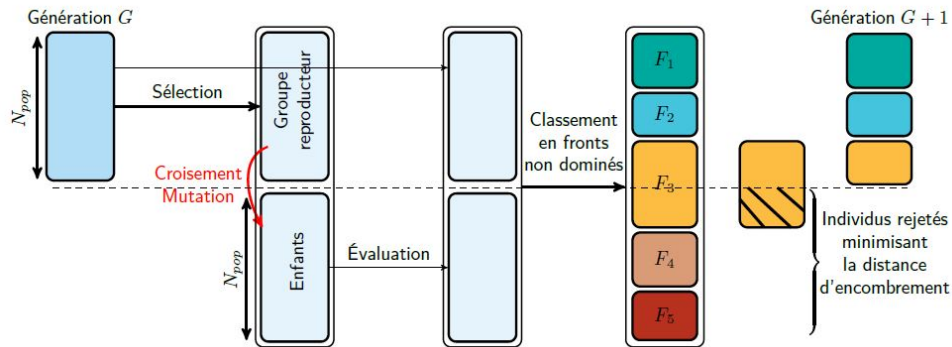 Génération G
Génération G + 1
N_pop
Sélection
Groupe
reproducteur
Croisement
Mutation
N_pop
Enfants
Évaluation
Classement
en fronts
non dominés
F_1
F_2
F_3
F_4
F_5
Individus rejetés
minimisant
la distance
d'encombrement